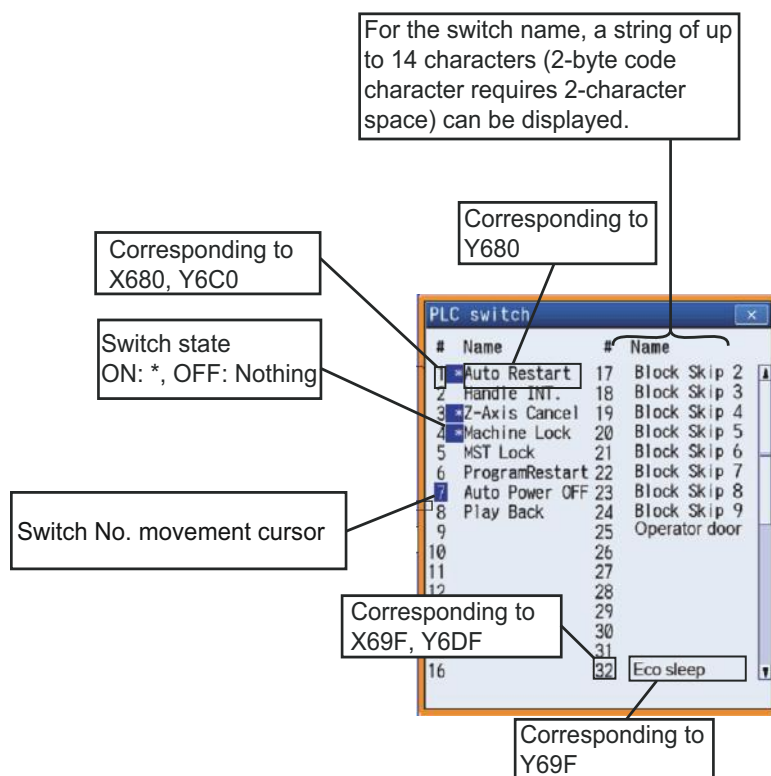 For the switch name, a string of up
to 14 characters (2-byte code
character requires 2-character
space) can be displayed.
Corresponding to
Y680
Corresponding to
X680, Y6C0
Switch state
ON: *, OFF: Nothing
Switch No. movement cursor
PLC switch ×
# Name # Name
1 *Auto Restart 17 Block Skip 2
2 Handle INT. 18 Block Skip 3
3 *Z-Axis Cancel 19 Block Skip 4
4 *Machine Lock 20 Block Skip 5
5 MST Lock 21 Block Skip 6
6 ProgramRestart 22 Block Skip 7
7 Auto Power OFF 23 Block Skip 8
8 Play Back 24 Block Skip 9
9 25 Operator door
10 26
11 27
12 28
29
30
31
16 32 Eco sleep
Corresponding to
X69F, Y6DF
Corresponding to
Y69F